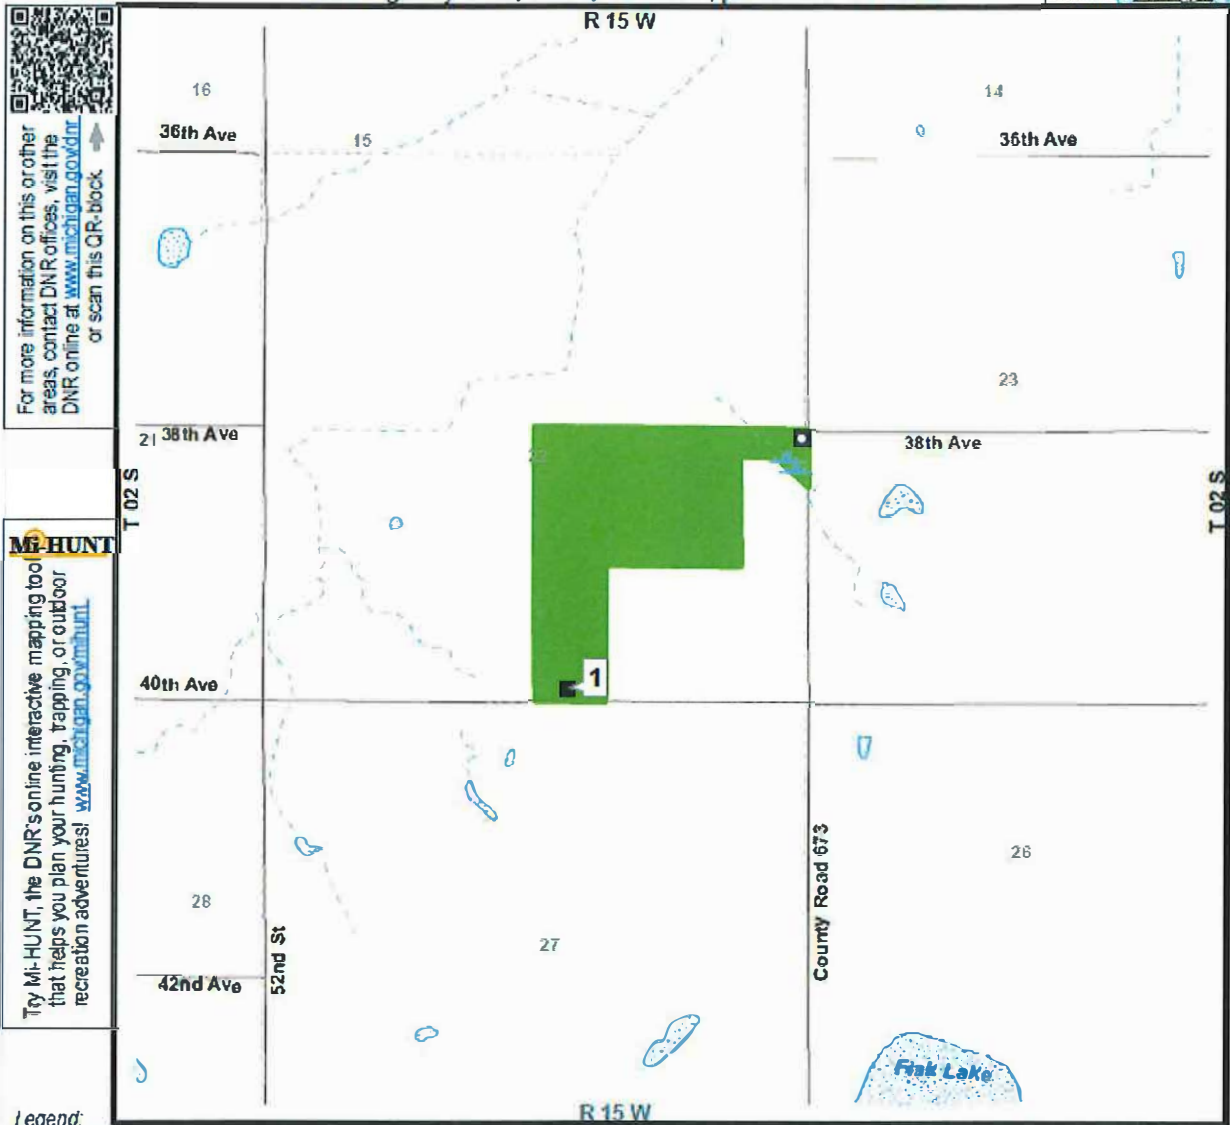 R 15 W
16
14
36th Ave
36th Ave
15
For more information on this or other
areas, contact DNR offices, visit the
DNR online at www.michigan.gov/dnr
or scan this QR-block.
23
21
38th Ave
38th Ave
22
T 02 S
T 02 S
Mi-HUNT
Try Mi-HUNT, the DNR's online interactive mapping tool
that helps you plan your hunting, trapping, or outdoor
recreation adventures! www.michigan.gov/mihunt.
1
40th Ave
County Road 673
26
28
27
52nd St
42nd Ave
Fisk Lake
R 15 W
Legend: